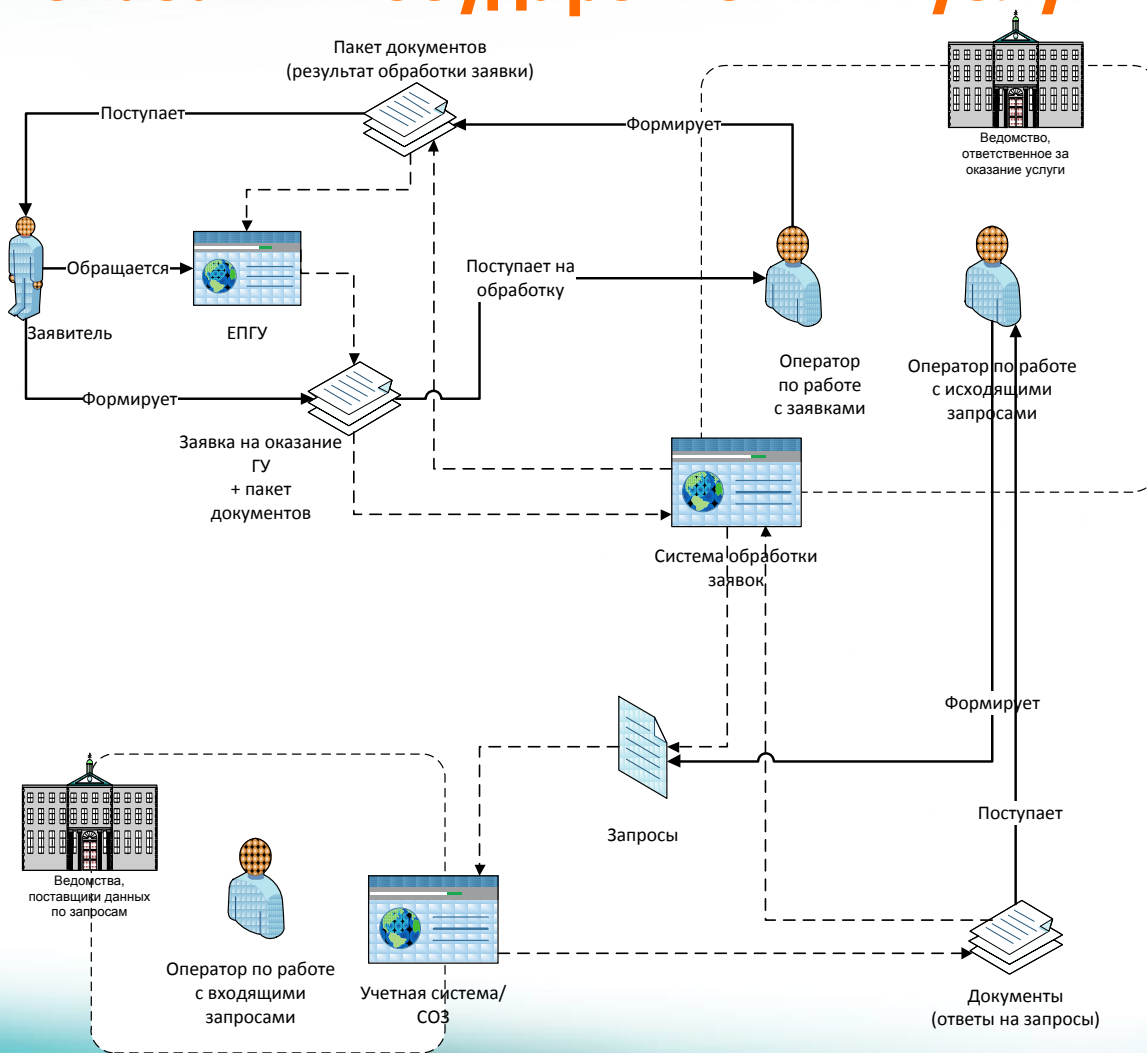 Пакет документов
(результат обработки заявки)
Поступает
Формирует
Ведомство,
ответственное за
оказание услуги
Обращается
Поступает на
обработку
Заявитель
ЕПГУ
Формирует
Оператор
по работе
с заявками
Оператор по работе
с исходящими
запросами
Заявка на оказание
ГУ
+ пакет
документов
Система обработки
заявок
Формирует
Запросы
Поступает
Ведомства,
поставщики данных
по запросам
Оператор по работе
с входящими
запросами
Учетная система/
СОЗ
Документы
(ответы на запросы)